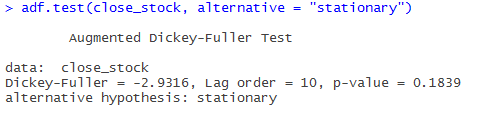 > adf.test(close_stock, alternative = "stationary")
Augmented Dickey-Fuller Test
data:  close_stock
Dickey-Fuller = -2.9316, Lag order = 10, p-value = 0.1839
alternative hypothesis: stationary